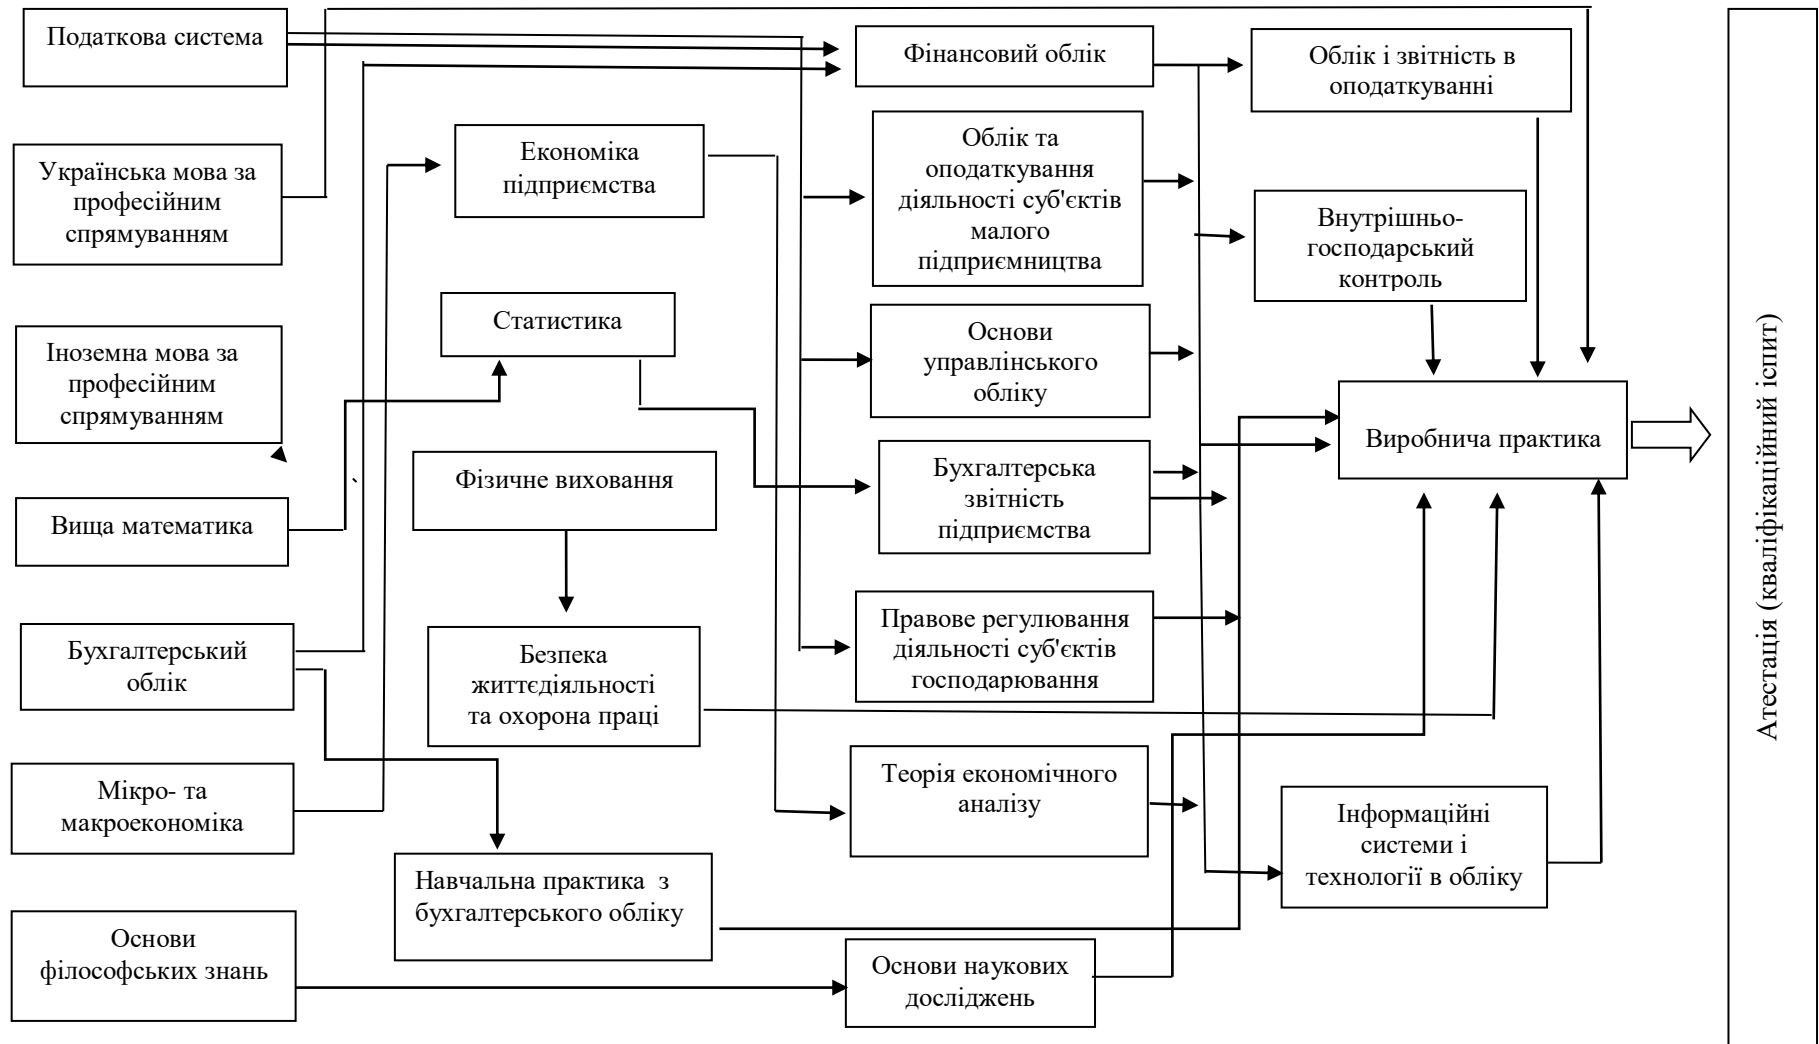 Податкова система
Українська мова за
професійним
спрямуванням
Іноземна мова за
професійним
спрямуванням
Вища математика
Бухгалтерський
облік
Мікро- та
макроекономіка
Основи
філософських знань
Економіка
підприємства
Статистика
Фізичне виховання
Безпека
життєдіяльності
та охорона праці
Навчальна практика з
бухгалтерського обліку
Фінансовий облік
Облік та
оподаткування
діяльності суб'єктів
малого
підприємництва
Основи
управлінського
обліку
Бухгалтерська
звітність
підприємства
Правове регулювання
діяльності суб'єктів
господарювання
Теорія економічного
аналізу
Основи наукових
досліджень
Облік і звітність в
оподаткуванні
Внутрішньо-
господарський
контроль
Виробнича практика
Інформаційні
системи і
технології в обліку
Атестація (кваліфікаційний іспит)